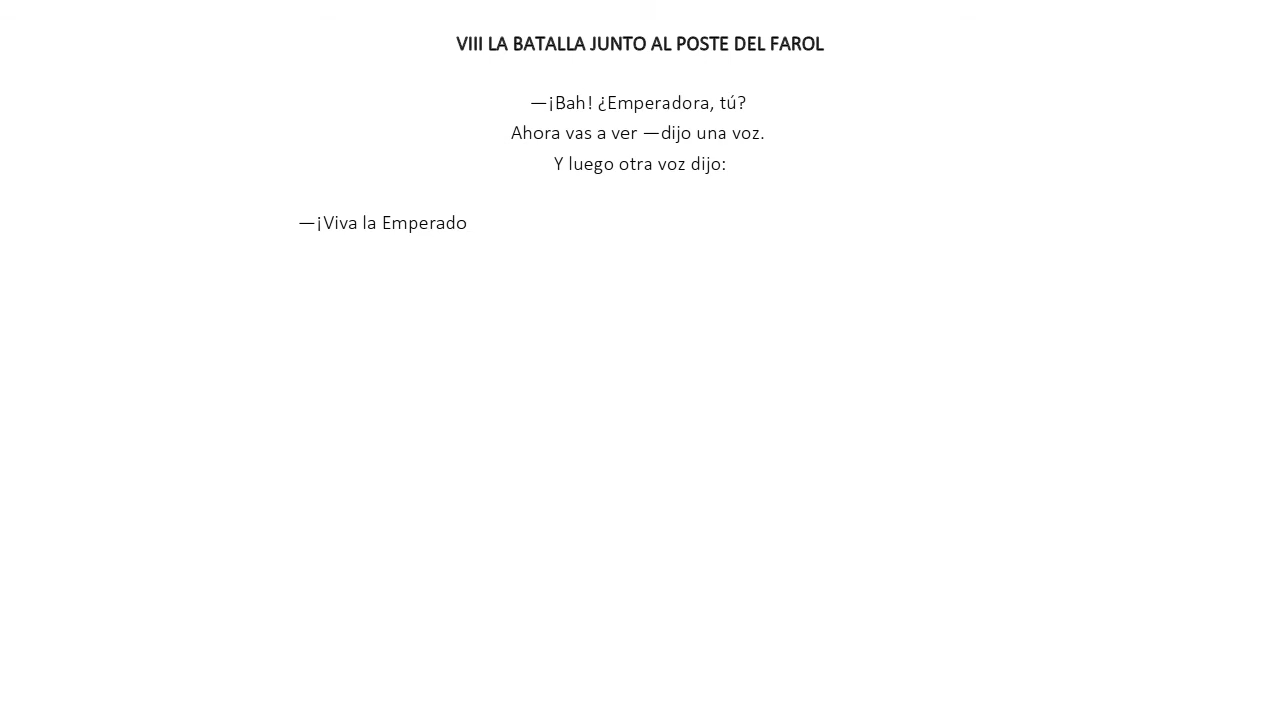 VIII LA BATALLA JUNTO AL POSTE DEL FAROL
—¡Bah! ¿Emperadora, tú?
Ahora vas a ver —dijo una voz.
Y luego otra voz dijo:
—¡Viva la Emperado